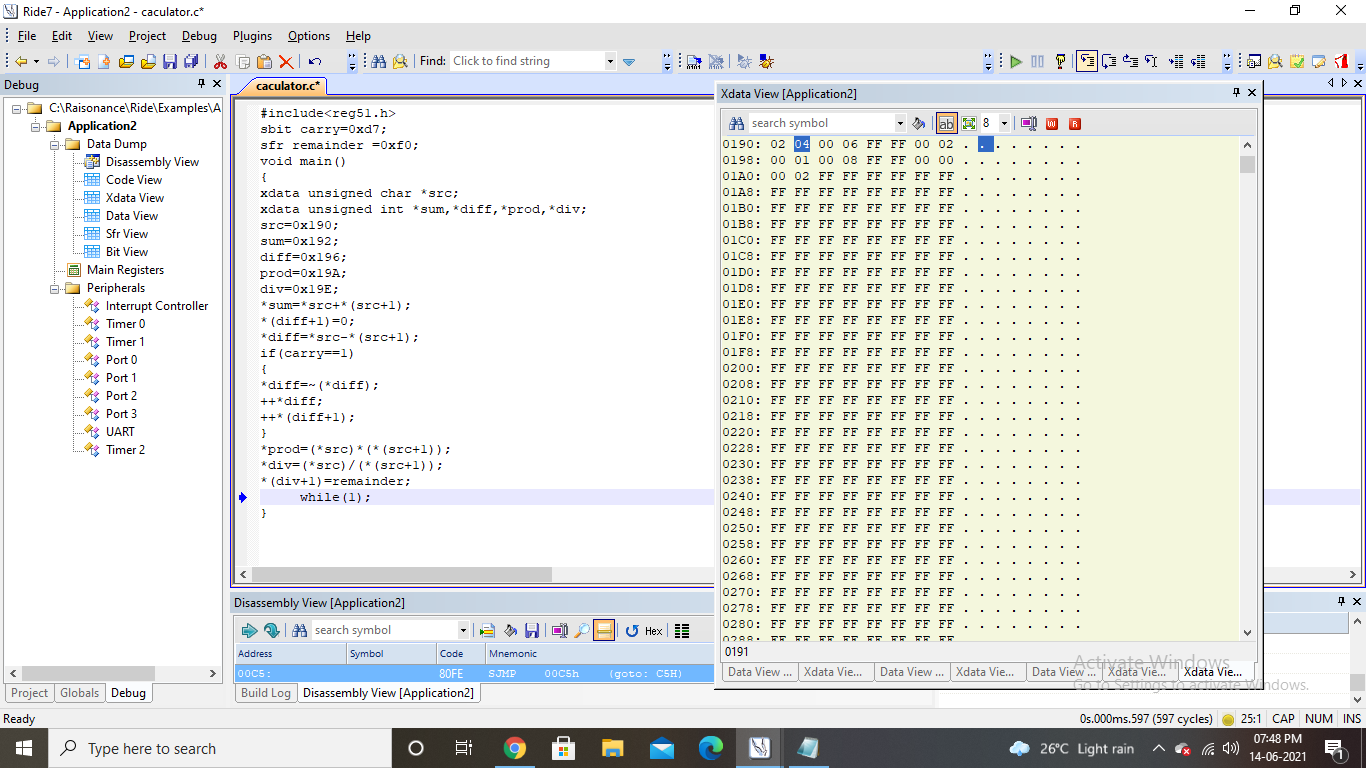 Ride7 - Application2 - caculator.c*
File Edit View Project Debug Plugins Options Help
Find: Click to find string
Debug
C:\Raisonance\Ride\Examples\A
Application2
Data Dump
Disassembly View
Code View
Xdata View
Data View
Sfr View
Bit View
Main Registers
Peripherals
Interrupt Controller
Timer 0
Timer 1
Port 0
Port 1
Port 2
Port 3
UART
Timer 2
Project Globals Debug
caculator.c*
#include<reg51.h>
sbit carry=0xd7;
sfr remainder =0xf0;
void main()
{
xdata unsigned char *src;
xdata unsigned int *sum,*diff,*prod,*div;
src=0x190;
sum=0x192;
diff=0x196;
prod=0x19A;
div=0x19E;
*sum=*src+*(src+1);
*(diff+1)=0;
*diff=*src-*(src+1);
if(carry==1)
{
*diff=~(*diff);
++*diff;
++*(diff+1);
}
*prod=(*src)*(*(src+1));
*div=(*src)/(*(src+1));
*(div+1)=remainder;
while(1);
}
Xdata View [Application2]
search symbol ab 8 W R
0190: 02 04 00 06 FF FF 00 02 . . . . . . . .
0198: 00 01 00 08 FF FF 00 00 . . . . . . . .
01A0: 00 02 FF FF FF FF FF FF . . . . . . . .
01A8: FF FF FF FF FF FF FF FF . . . . . . . .
01B0: FF FF FF FF FF FF FF FF . . . . . . . .
01B8: FF FF FF FF FF FF FF FF . . . . . . . .
01C0: FF FF FF FF FF FF FF FF . . . . . . . .
01C8: FF FF FF FF FF FF FF FF . . . . . . . .
01D0: FF FF FF FF FF FF FF FF . . . . . . . .
01D8: FF FF FF FF FF FF FF FF . . . . . . . .
01E0: FF FF FF FF FF FF FF FF . . . . . . . .
01E8: FF FF FF FF FF FF FF FF . . . . . . . .
01F0: FF FF FF FF FF FF FF FF . . . . . . . .
01F8: FF FF FF FF FF FF FF FF . . . . . . . .
0200: FF FF FF FF FF FF FF FF . . . . . . . .
0208: FF FF FF FF FF FF FF FF . . . . . . . .
0210: FF FF FF FF FF FF FF FF . . . . . . . .
0218: FF FF FF FF FF FF FF FF . . . . . . . .
0220: FF FF FF FF FF FF FF FF . . . . . . . .
0228: FF FF FF FF FF FF FF FF . . . . . . . .
0230: FF FF FF FF FF FF FF FF . . . . . . . .
0238: FF FF FF FF FF FF FF FF . . . . . . . .
0240: FF FF FF FF FF FF FF FF . . . . . . . .
0248: FF FF FF FF FF FF FF FF . . . . . . . .
0250: FF FF FF FF FF FF FF FF . . . . . . . .
0258: FF FF FF FF FF FF FF FF . . . . . . . .
0260: FF FF FF FF FF FF FF FF . . . . . . . .
0268: FF FF FF FF FF FF FF FF . . . . . . . .
0270: FF FF FF FF FF FF FF FF . . . . . . . .
0278: FF FF FF FF FF FF FF FF . . . . . . . .
0280: FF FF FF FF FF FF FF FF . . . . . . . .
0288: FF FF FF FF FF FF FF FF
0191
Data View ... Xdata Vie... Data View ... Xdata Vie... Data View ... Xdata Vie... Xdata Vie...
Disassembly View [Application2]
search symbol Hex
Address Symbol Code Mnemonic
00C5: 80FE SJMP 00C5h (goto: C5H)
Build Log Disassembly View [Application2]
Activate Windows
Go to Settings to activate Windows.
Ready 0s.000ms.597 (597 cycles) 25:1 CAP NUM INS
Type here to search
26°C Light rain
07:48 PM
14-06-2021
1